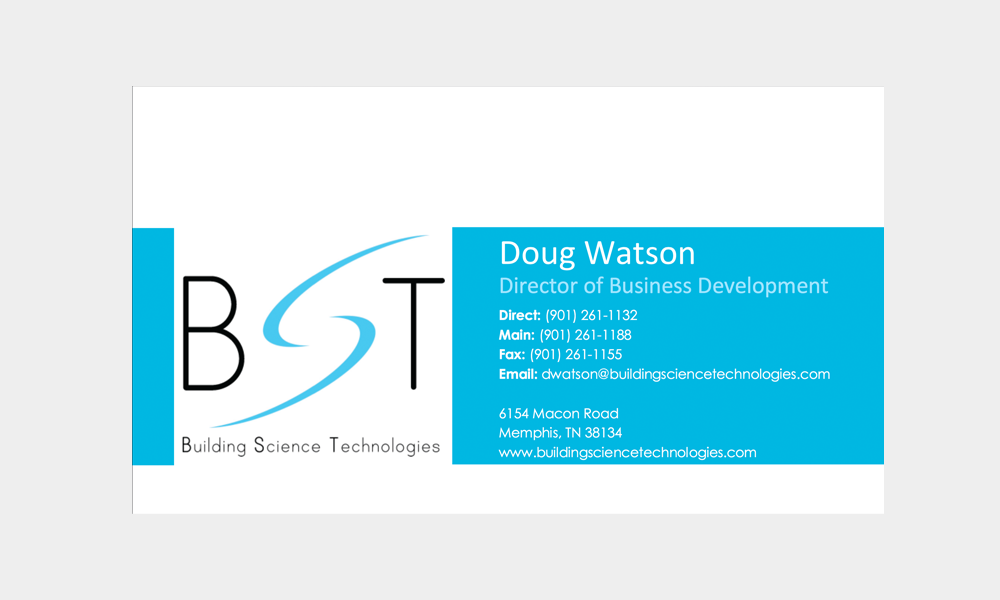 BST
Building Science Technologies
Doug Watson
Director of Business Development
Direct: (901) 261-1132
Main: (901) 261-1188
Fax: (901) 261-1155
Email: dwatson@buildingsciencetechnologies.com
6154 Macon Road
Memphis, TN 38134
www.buildingsciencetechnologies.com